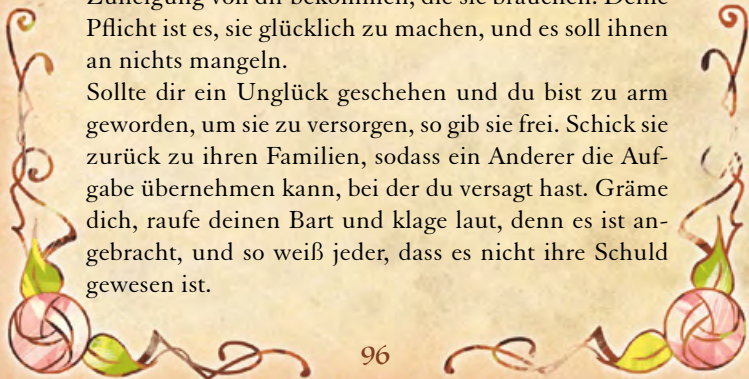 Zuneigung von dir bekommen, die sie brauchen. Deine
Pflicht ist es, sie glücklich zu machen, und es soll ihnen
an nichts mangeln.
Sollte dir ein Unglück geschehen und du bist zu arm
geworden, um sie zu versorgen, so gib sie frei. Schick sie
zurück zu ihren Familien, sodass ein Anderer die Auf-
gabe übernehmen kann, bei der du versagt hast. Gräme
dich, raufe deinen Bart und klage laut, denn es ist an-
gebracht, und so weiß jeder, dass es nicht ihre Schuld
gewesen ist.
96